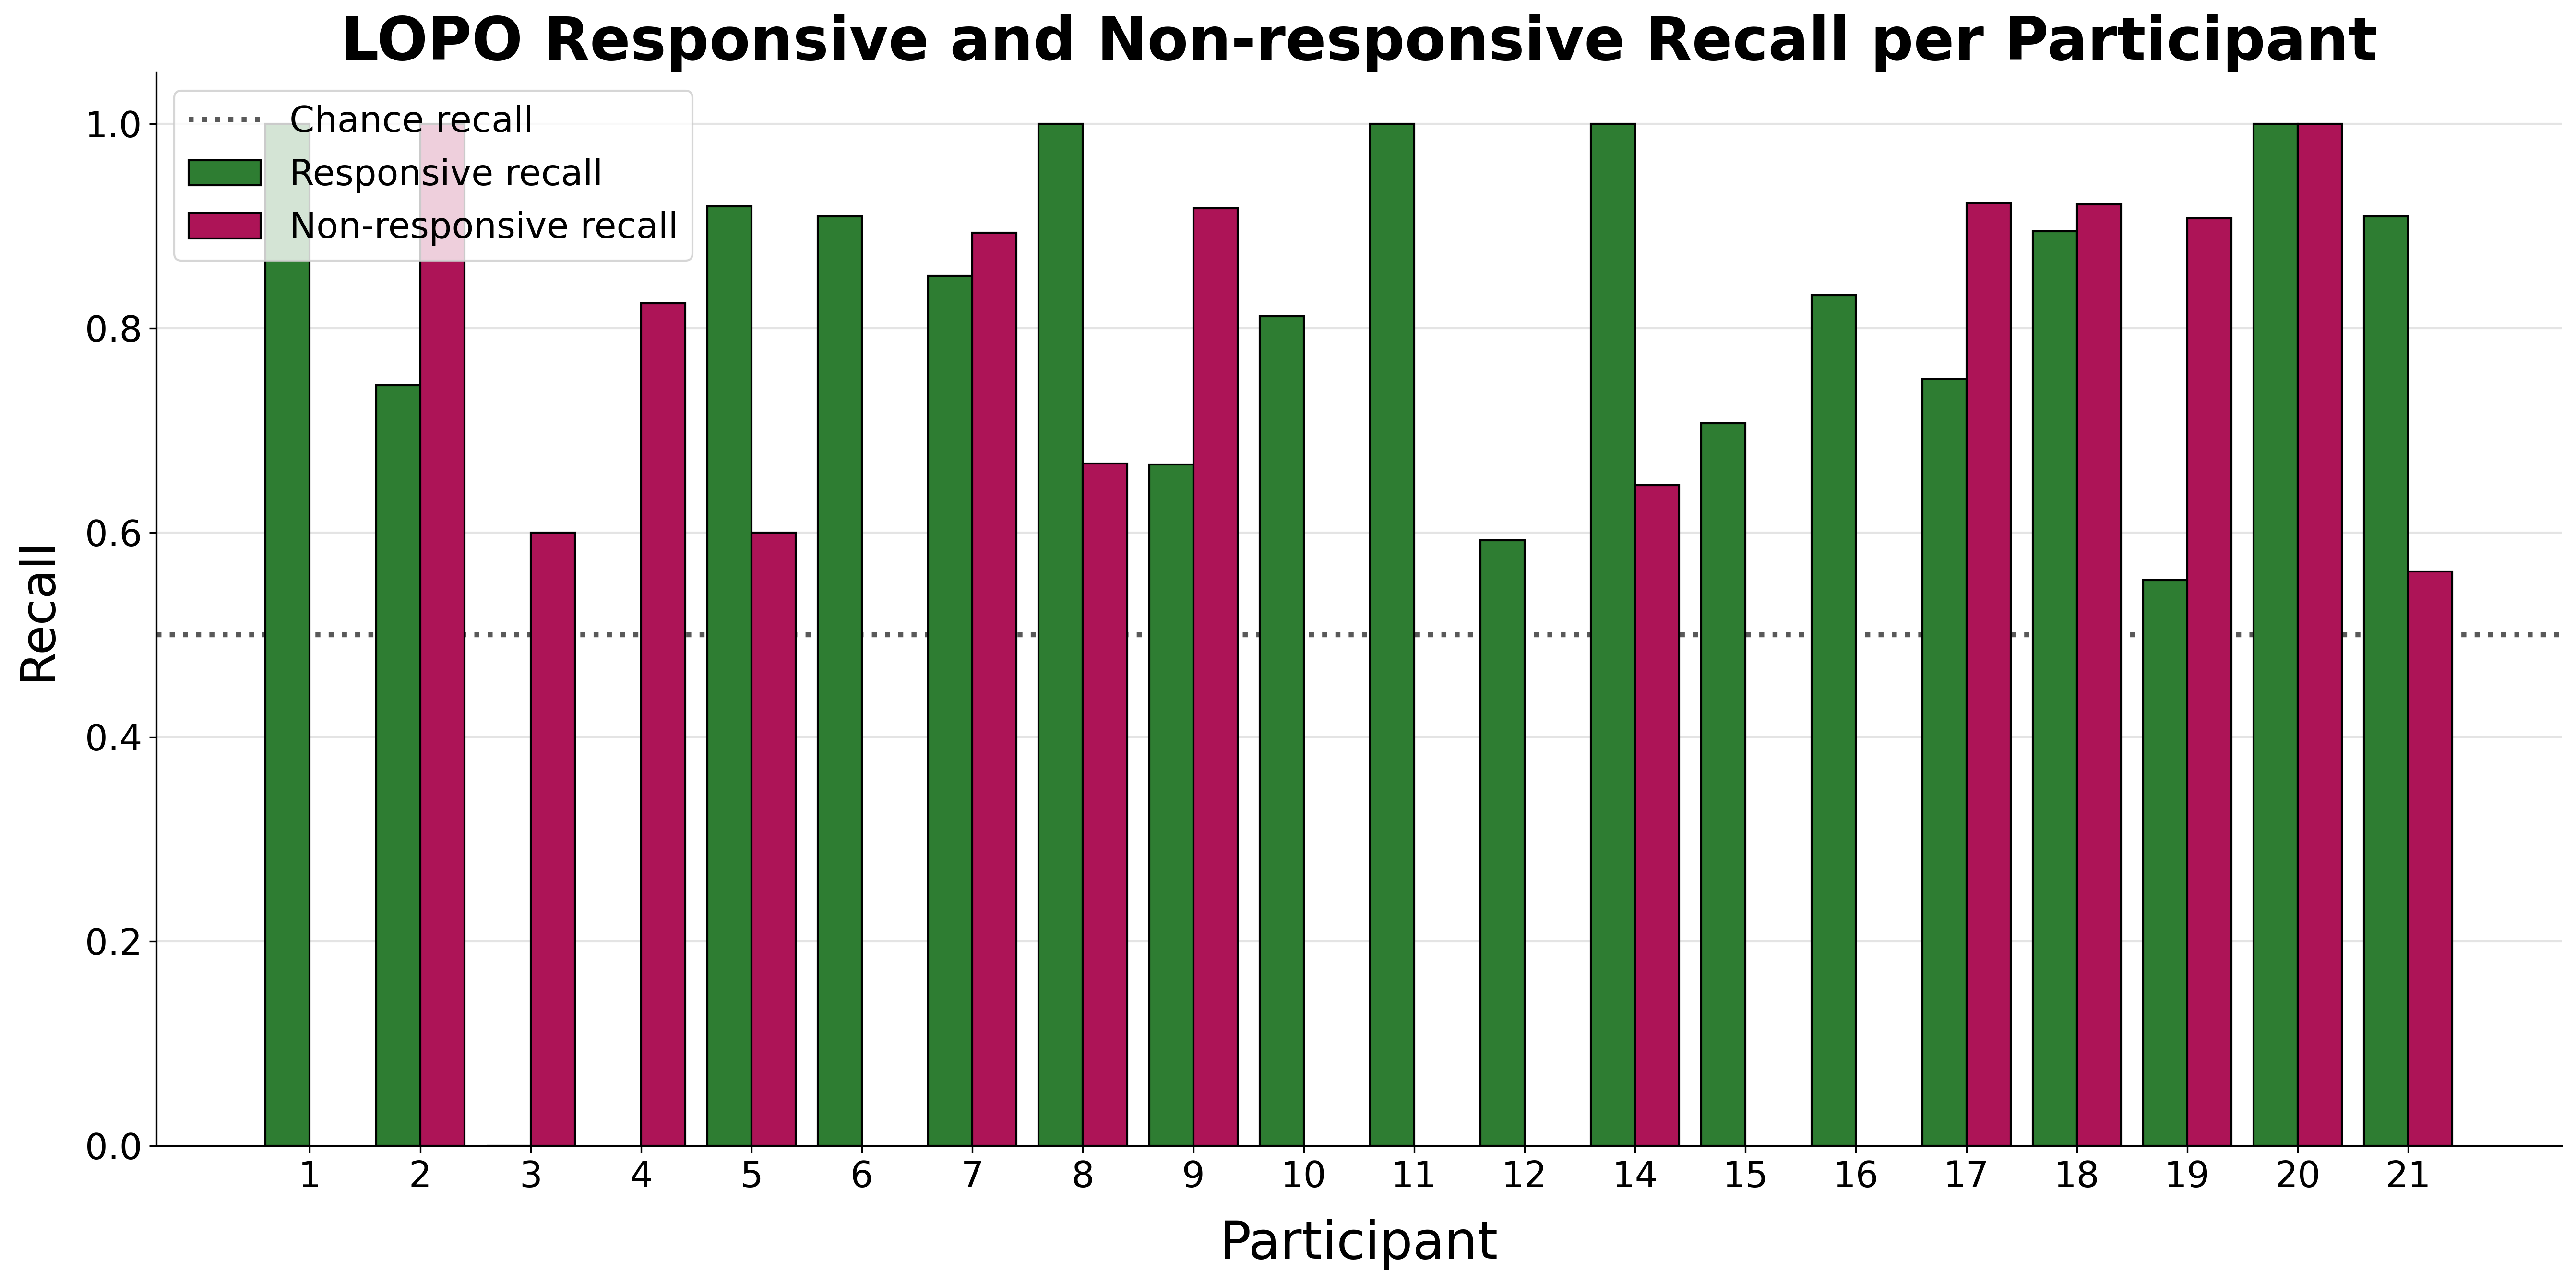 LOPO Responsive and Non-responsive Recall per Participant
Chance recall
Responsive recall
Non-responsive recall
1.0
0.8
0.6
0.4
0.2
0.0
Recall
1 2 3 4 5 6 7 8 9 10 11 12 14 15 16 17 18 19 20 21
Participant